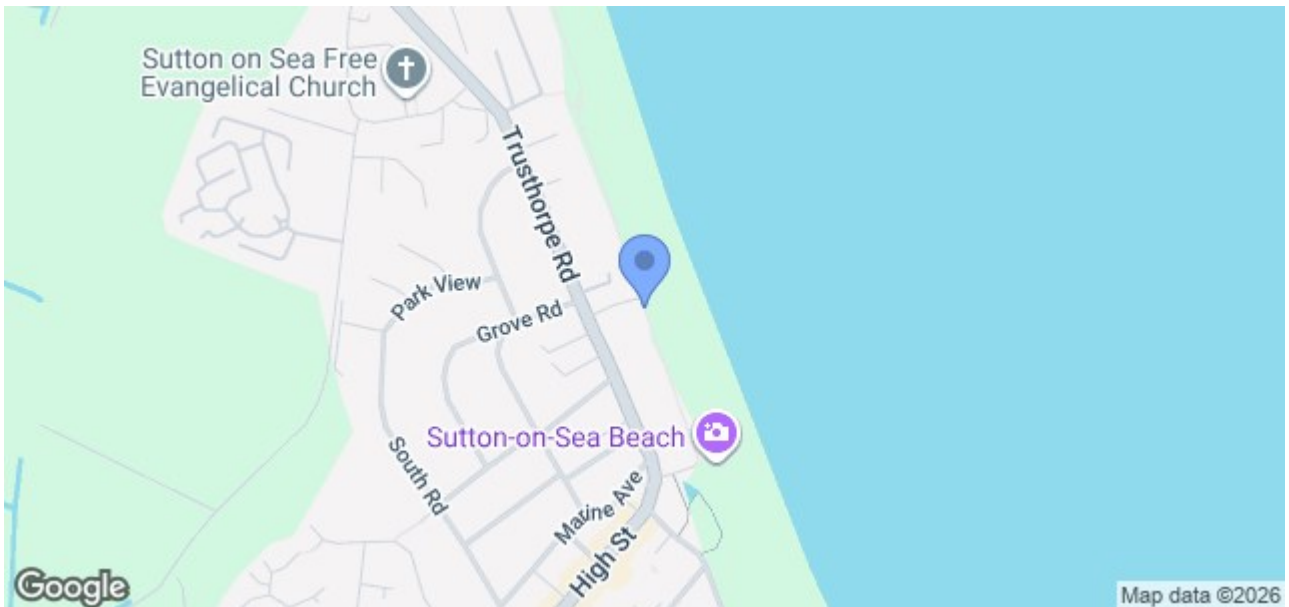 Sutton on Sea Free
Evangelical Church
Trusthorpe Rd
Park View
Grove Rd
Sutton-on-Sea Beach
South Rd
Marine Ave
High St
Google
Map data ©2026